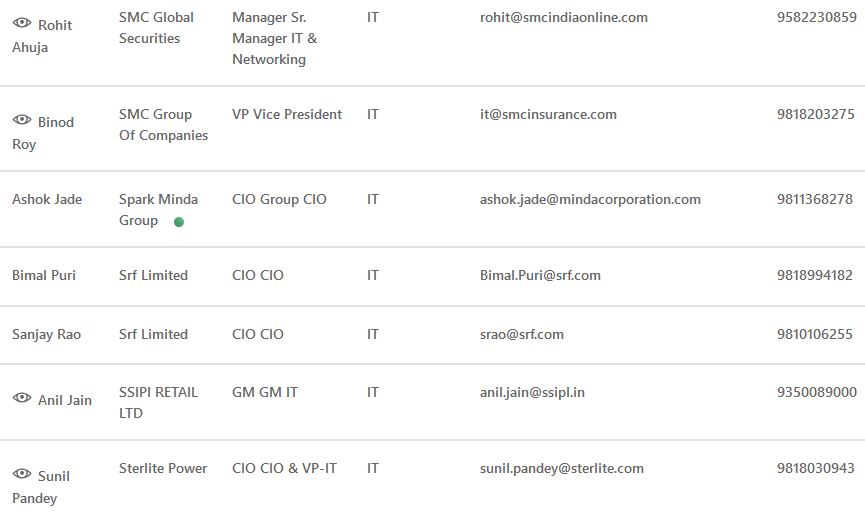 Rohit Ahuja SMC Global Securities Manager Sr. Manager IT & Networking IT rohit@smcindiaonline.com 9582230859
Binod Roy SMC Group Of Companies VP Vice President IT it@smcinsurance.com 9818203275
Ashok Jade Spark Minda Group CIO Group CIO IT ashok.jade@mindacorporation.com 9811368278
Bimal Puri Srf Limited CIO CIO IT Bimal.Puri@srf.com 9818994182
Sanjay Rao Srf Limited CIO CIO IT srao@srf.com 9810106255
Anil Jain SSIPI RETAIL LTD GM GM IT IT anil.jain@ssipl.in 9350089000
Sunil Pandey Sterlite Power CIO CIO & VP-IT IT sunil.pandey@sterlite.com 9818030943